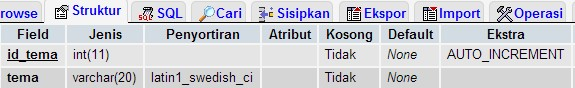 rowse Struktur SQL Cari Sisipkan Ekspor Import Operasi
Field Jenis Penyortiran Atribut Kosong Default Ekstra
id_tema int(11) Tidak None AUTO_INCREMENT
tema varchar(20) latin1_swedish_ci Tidak None